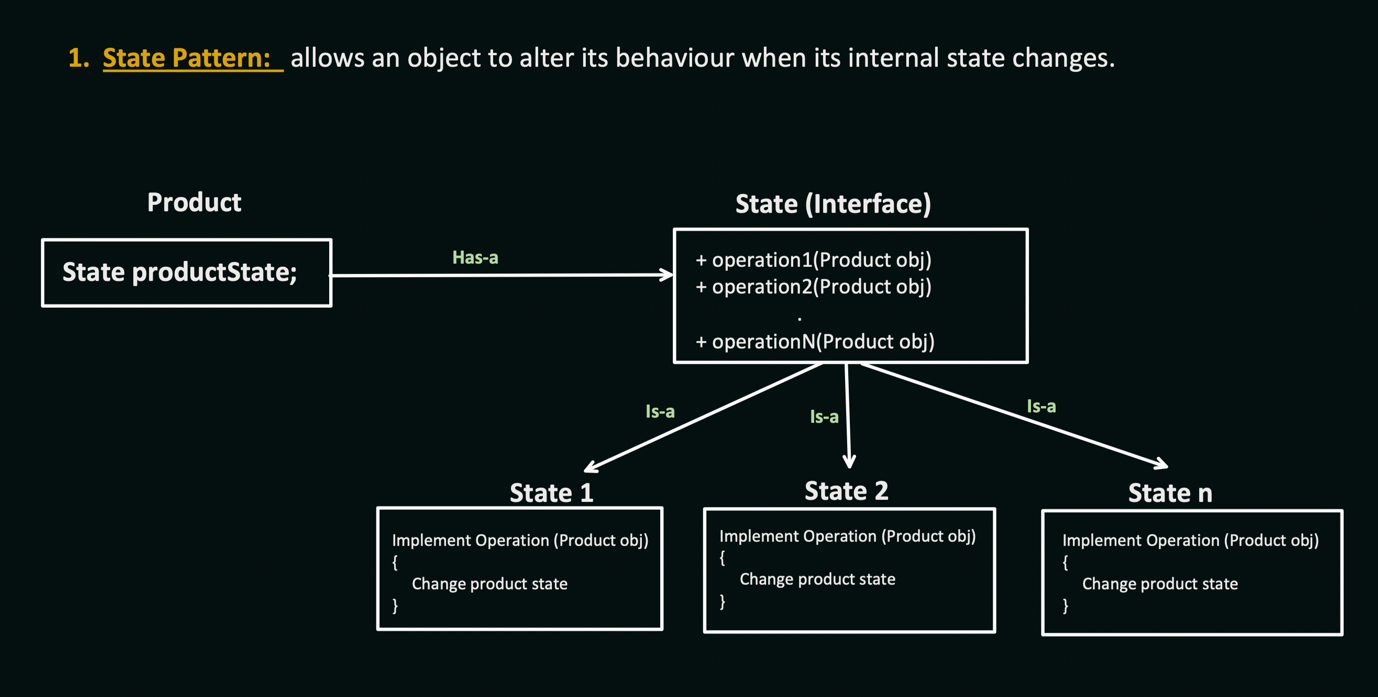 1. State Pattern: allows an object to alter its behaviour when its internal state changes.
Product
State productState;
Has-a
State (Interface)
+ operation1(Product obj)
+ operation2(Product obj)
.
+ operationN(Product obj)
Is-a
Is-a
Is-a
State 1
Implement Operation (Product obj)
{
Change product state
}
State 2
Implement Operation (Product obj)
{
Change product state
}
State n
Implement Operation (Product obj)
{
Change product state
}